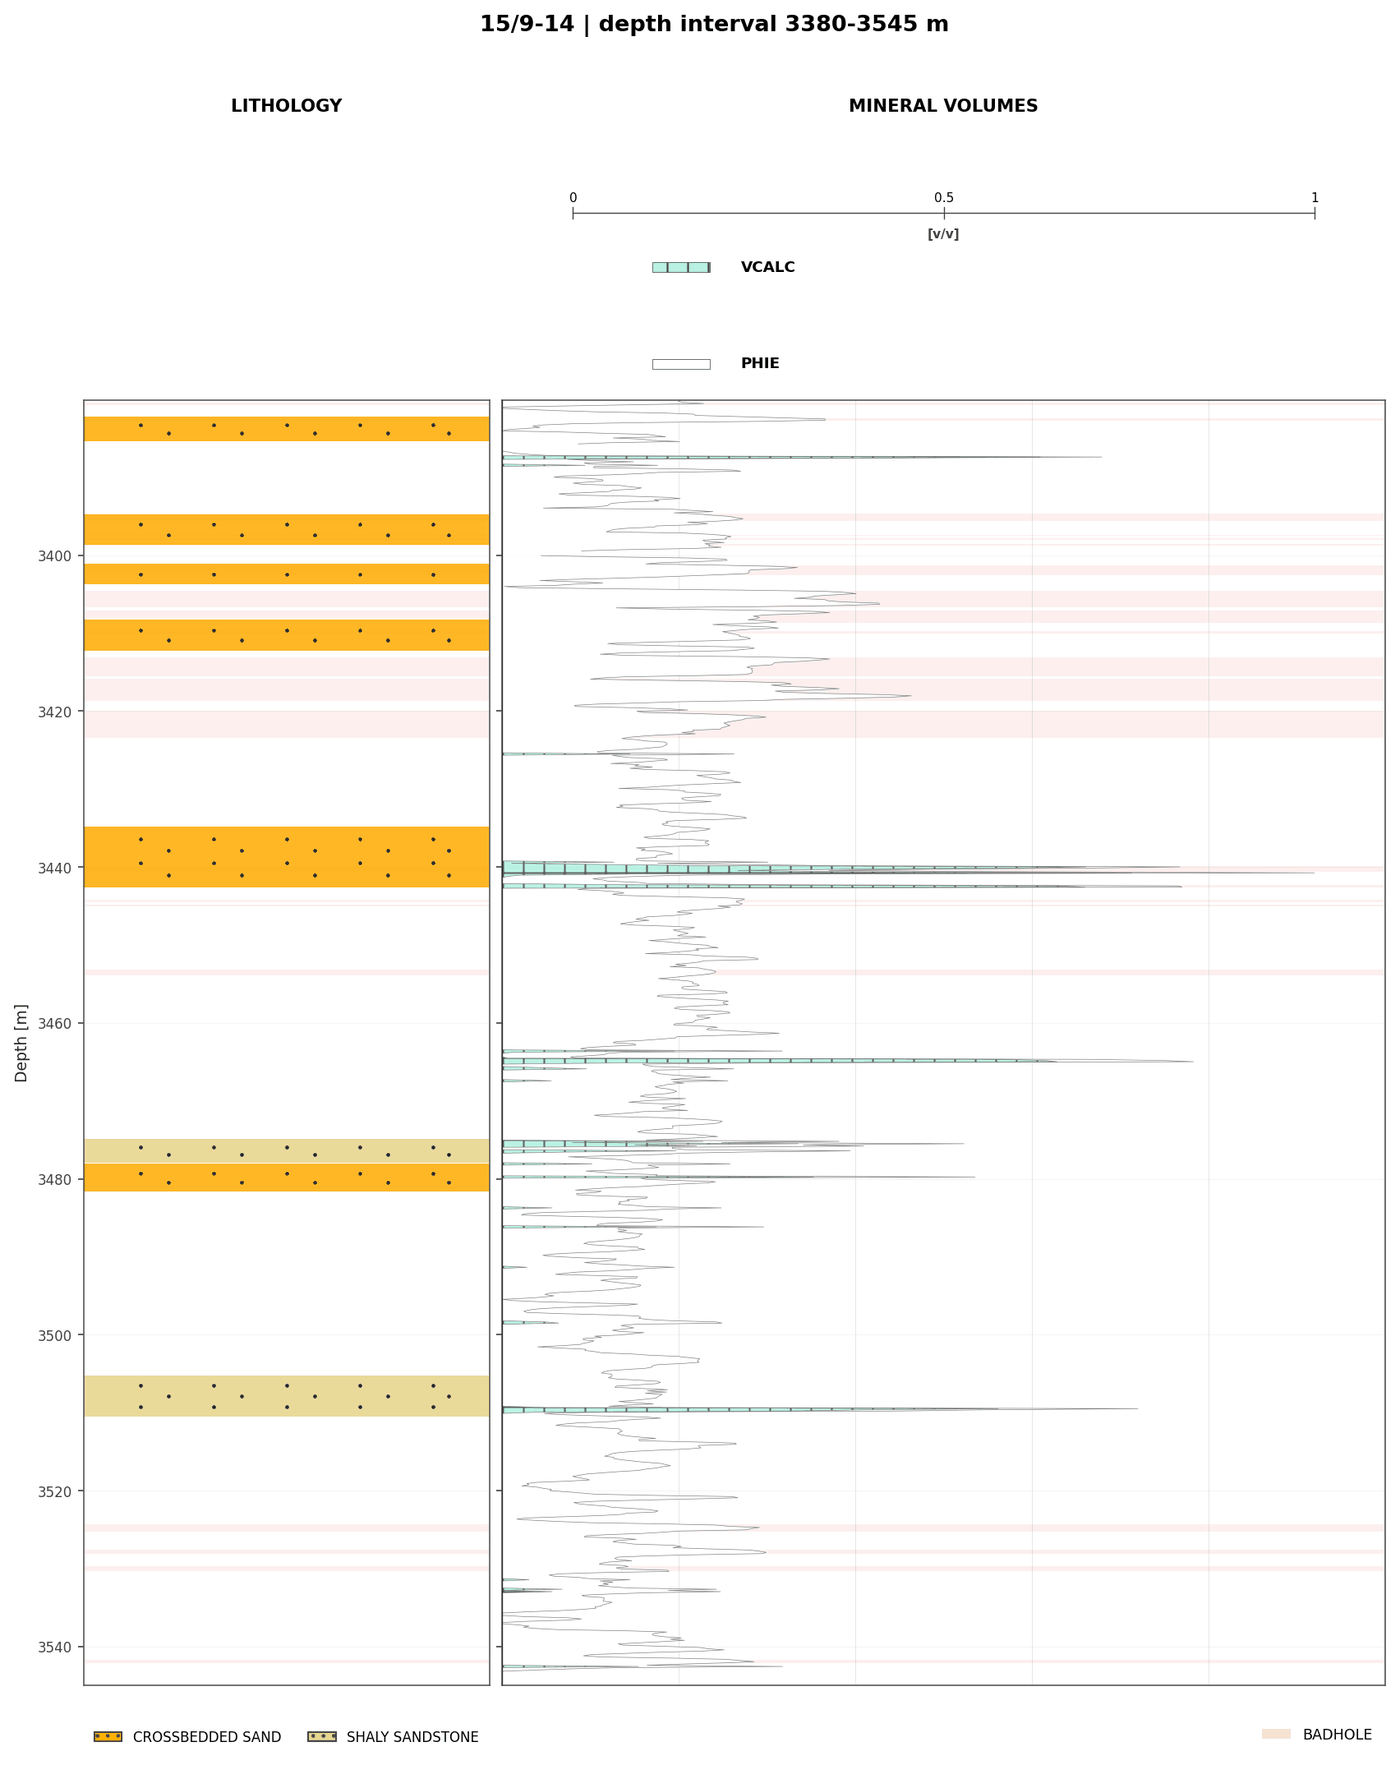 15/9-14 | depth interval 3380-3545 m
LITHOLOGY
MINERAL VOLUMES
0 0.5 1
[v/v]
VCALC
PHIE
3400
3420
3440
3460
3480
3500
3520
3540
Depth [m]
CROSSBEDDED SAND SHALY SANDSTONE BADHOLE